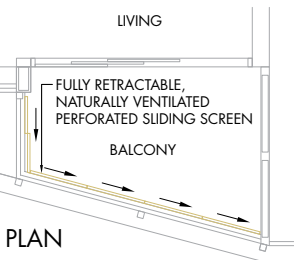 LIVING
FULLY RETRACTABLE,
NATURALLY VENTILATED
PERFORATED SLIDING SCREEN
BALCONY
PLAN